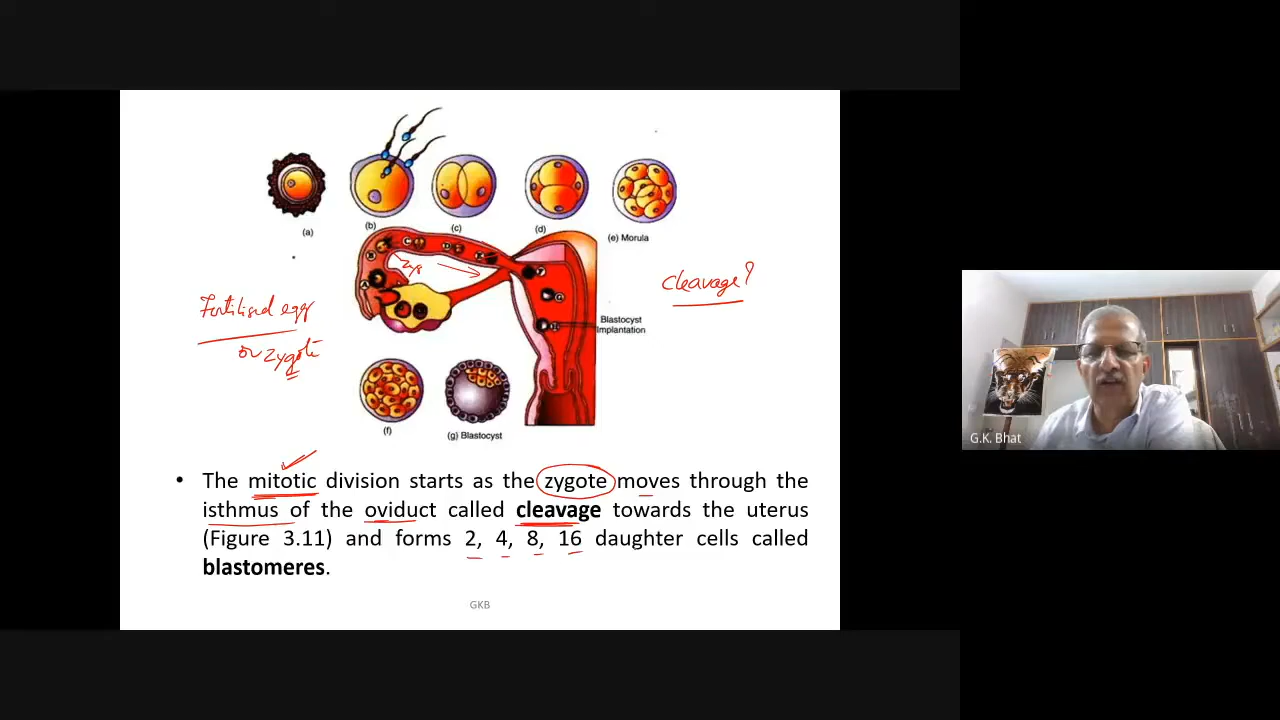 (a)
(b)
(c)
(d)
(e) Morula
cleavage?
Fertilised egg
or zygote
Blastocyst
Implantation
(f)
(g) Blastocyst
• The mitotic division starts as the zygote moves through the
isthmus of the oviduct called cleavage towards the uterus
(Figure 3.11) and forms 2, 4, 8, 16 daughter cells called
blastomeres.
GKB
G.K. Bhat